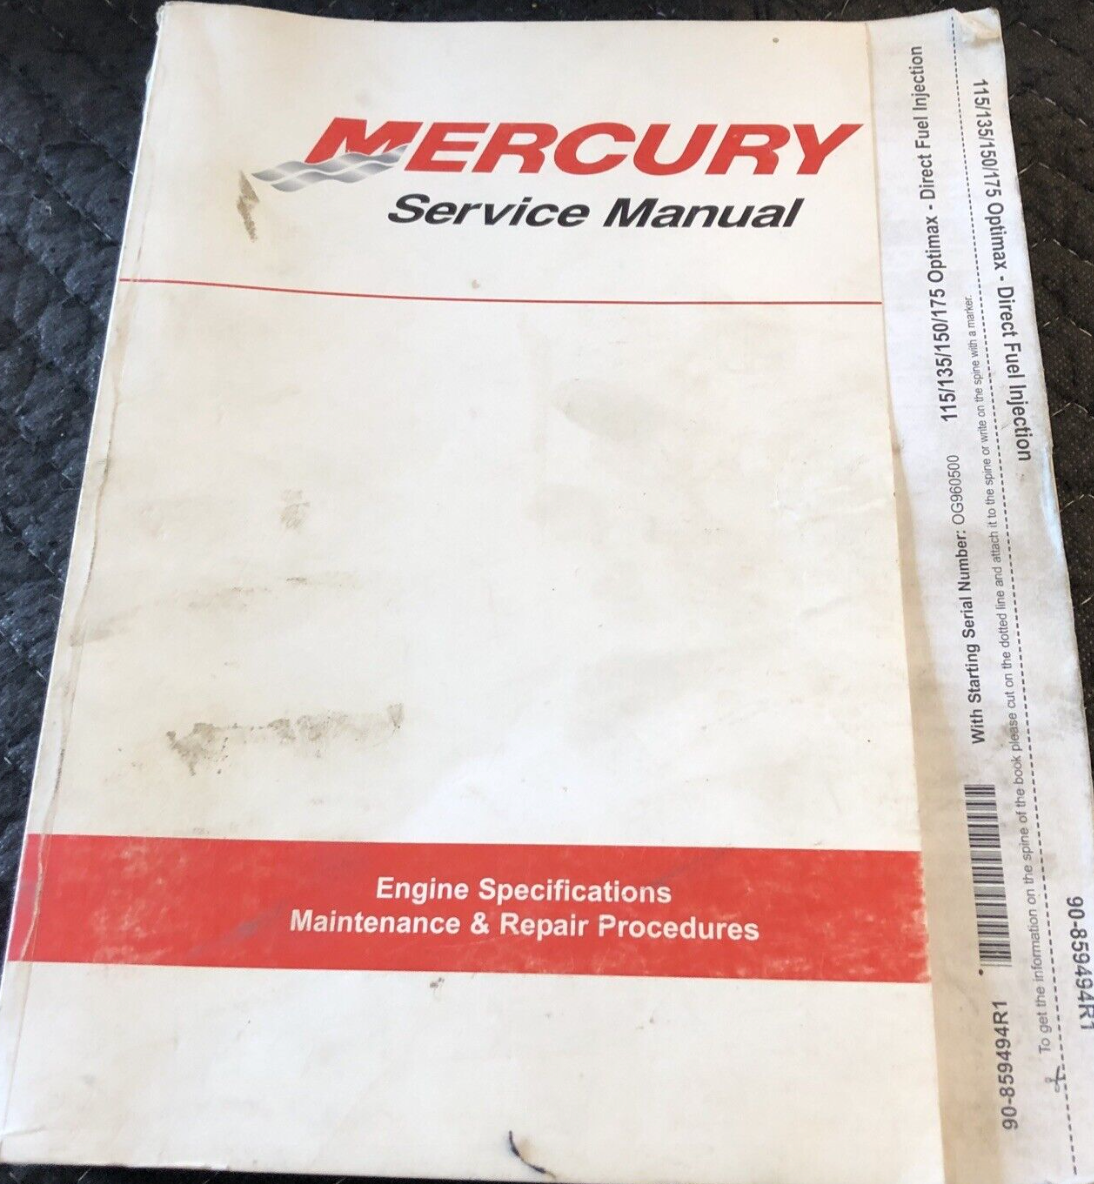 MERCURY
Service Manual
Engine Specifications
Maintenance & Repair Procedures
115/135/150/175 Optimax - Direct Fuel Injection
With Starting Serial Number: OG960500
90-859494R1
To get the information on the spine of the book please cut on the dotted line and attach it to the spine or write on the spine with a marker.
115/135/150/175 Optimax - Direct Fuel Injection
90-859494R1